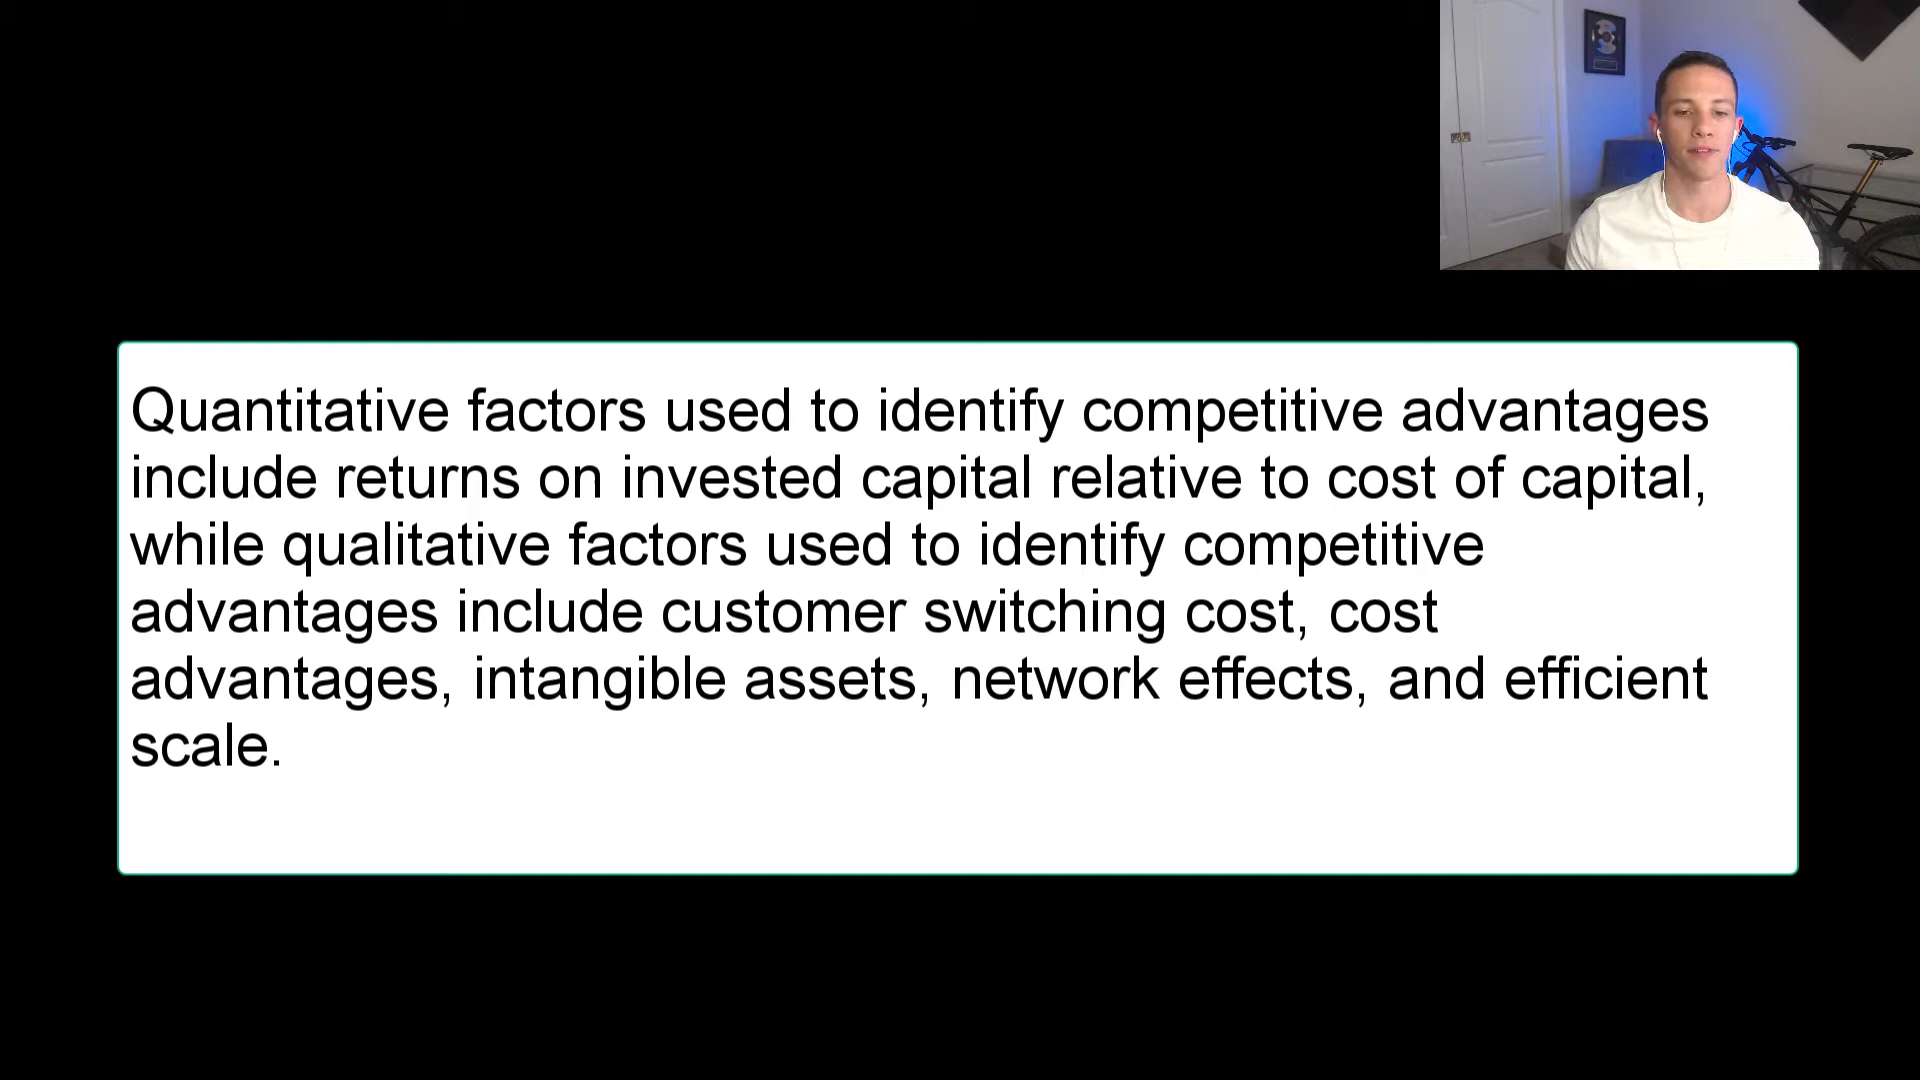 Quantitative factors used to identify competitive advantages
include returns on invested capital relative to cost of capital,
while qualitative factors used to identify competitive
advantages include customer switching cost, cost
advantages, intangible assets, network effects, and efficient
scale.